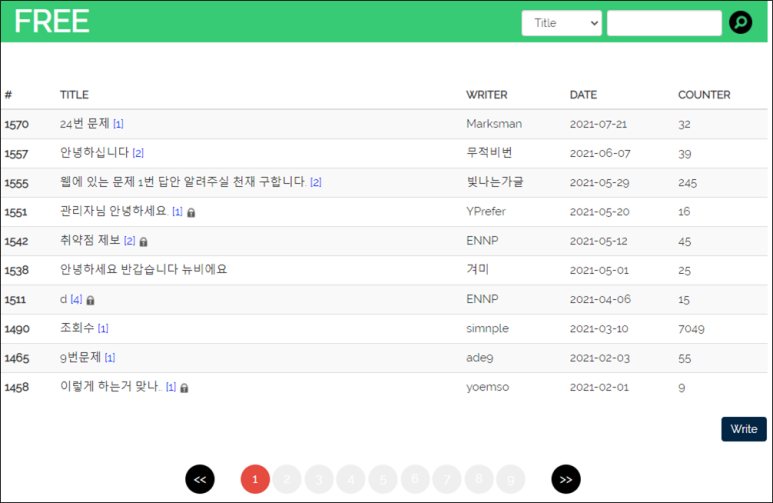 FREE Title
# TITLE WRITER DATE COUNTER
1570 24번 문제 [1] Marksman 2021-07-21 32
1557 안녕하십니다 [2] 무적비번 2021-06-07 39
1555 웹에 있는 문제 1번 답안 알려주실 천재 구합니다. [2] 빛나는가글 2021-05-29 245
1551 관리자님 안녕하세요. [1] YPrefer 2021-05-20 16
1542 취약점 제보 [2] ENNP 2021-05-12 45
1538 안녕하세요 반갑습니다 뉴비에요 겨미 2021-05-01 25
1511 d [4] ENNP 2021-04-06 15
1490 조회수 [1] simnple 2021-03-10 7049
1465 9번문제 [1] ade9 2021-02-03 55
1458 이렇게 하는거 맞나.. [1] yoemso 2021-02-01 9
Write
<< 1 2 3 4 5 6 7 8 9 >>